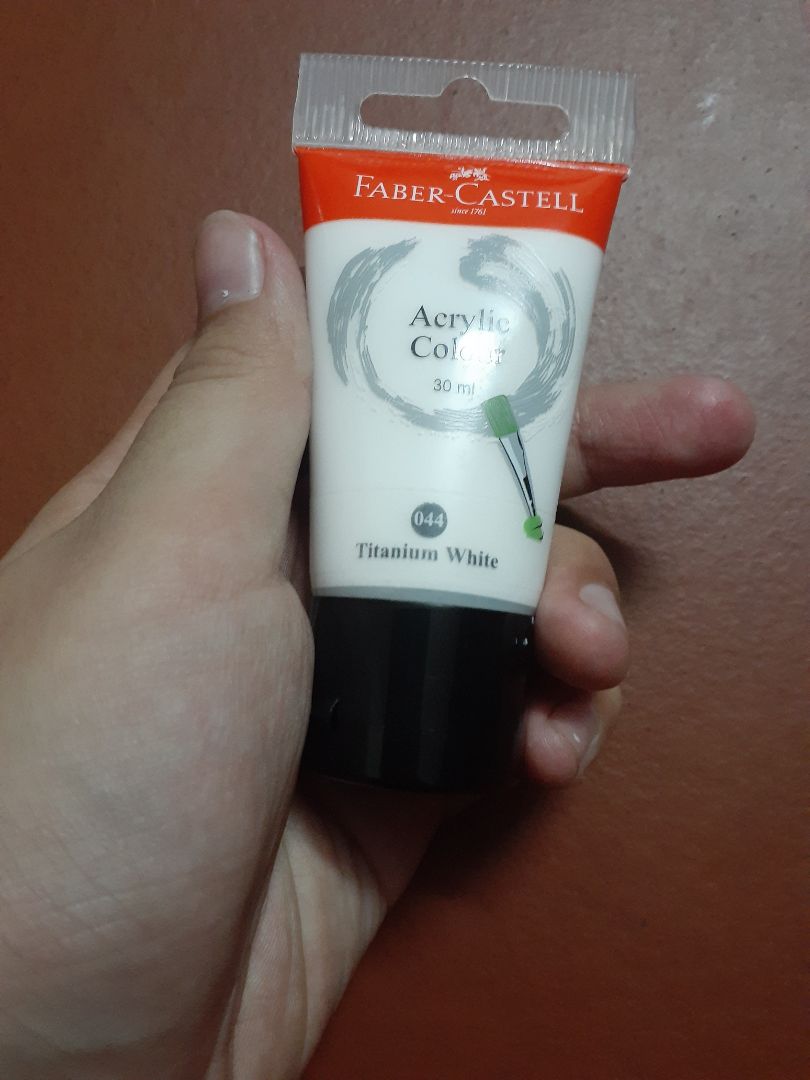 FABER-CASTELL
since 1761
Acrylic
Colour
30 ml
044
Titanium White